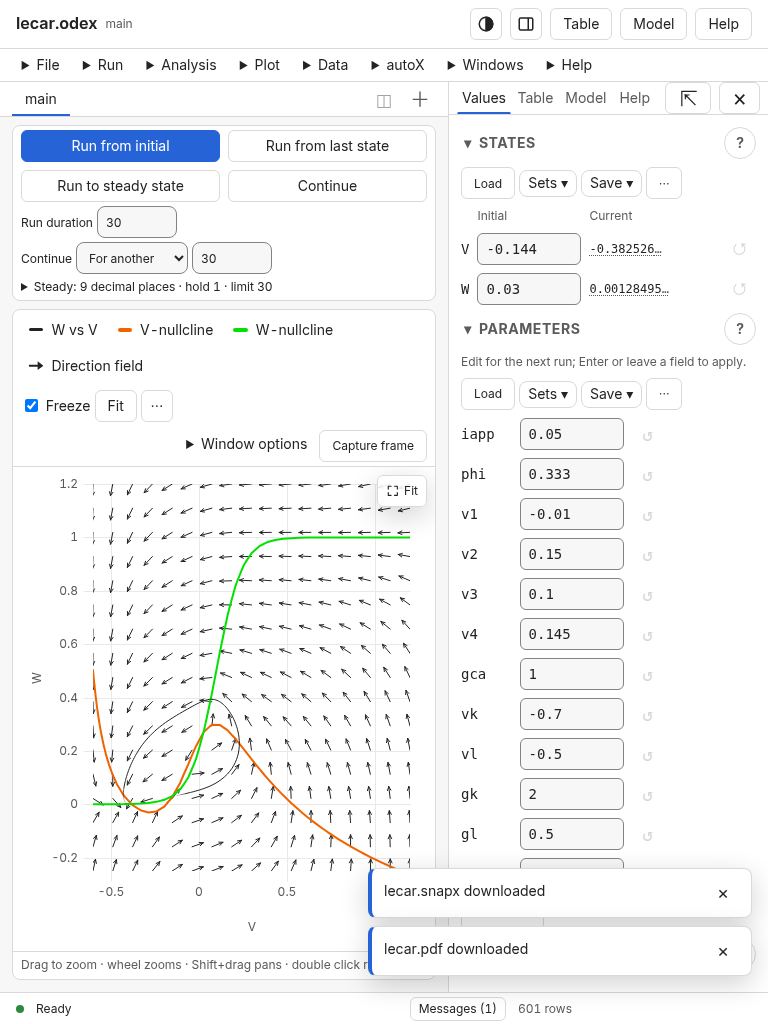 lecar.odex main Table Model Help
File Run Analysis Plot Data autoX Windows Help
main
Run from initial Run from last state
Run to steady state Continue
Run duration 30
Continue For another 30
Steady: 9 decimal places · hold 1 · limit 30
W vs V V-nullcline W-nullcline
Direction field
Freeze Fit ...
Window options Capture frame
Fit
1.2
1
0.8
0.6
0.4
0.2
0
-0.2
W
-0.5 0 0.5
V
Drag to zoom · wheel zooms · Shift+drag pans · double click
Values Table Model Help
STATES ?
Load Sets Save ...
Initial Current
V -0.144 -0.382526…
W 0.03 0.00128495…
PARAMETERS ?
Edit for the next run; Enter or leave a field to apply.
Load Sets Save ...
iapp 0.05
phi 0.333
v1 -0.01
v2 0.15
v3 0.1
v4 0.145
gca 1
vk -0.7
vl -0.5
gk 2
gl 0.5
lecar.snapx downloaded ×
lecar.pdf downloaded ×
Ready Messages (1) 601 rows